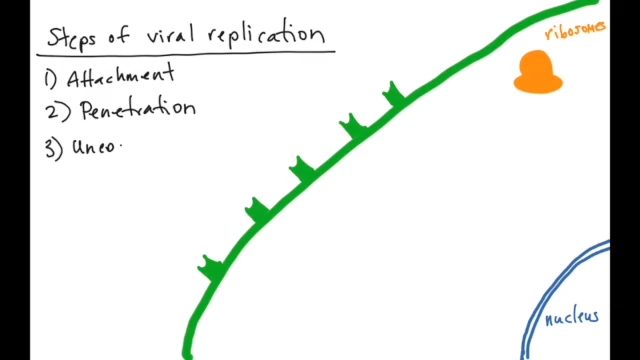 Steps of viral replication
1) Attachment
2) Penetration
3) Unco
ribosomes
nucleus